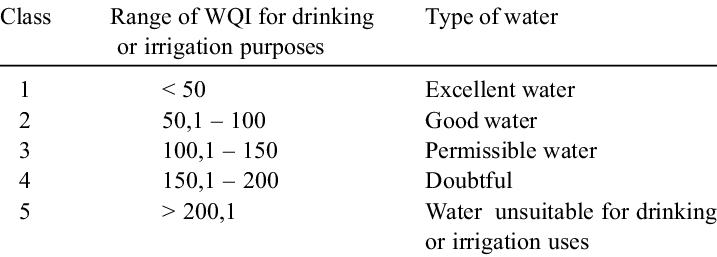 Class Range of WQI for drinking Type of water
or irrigation purposes
1 < 50 Excellent water
2 50,1 – 100 Good water
3 100,1 – 150 Permissible water
4 150,1 – 200 Doubtful
5 > 200,1 Water unsuitable for drinking
or irrigation uses